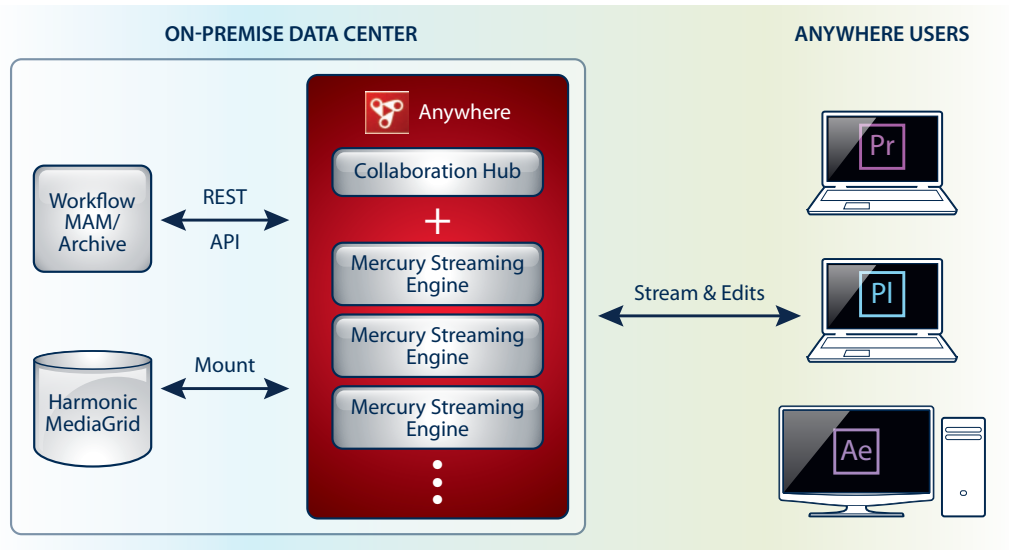 ON-PREMISE DATA CENTER
ANYWHERE USERS
Anywhere
Collaboration Hub
+
Mercury Streaming
Engine
Mercury Streaming
Engine
Mercury Streaming
Engine
Workflow
MAM/
Archive
REST
API
Harmonic
MediaGrid
Mount
Stream & Edits
Pr
Pl
Ae